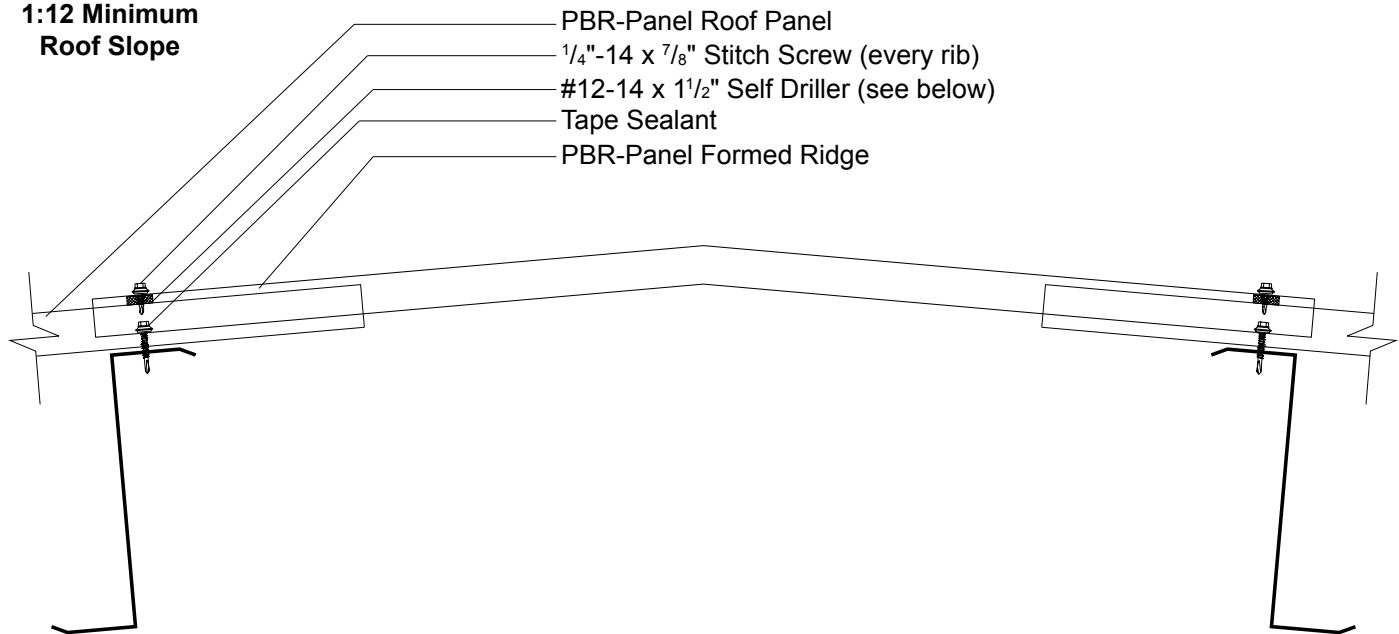 1:12 Minimum
Roof Slope
PBR-Panel Roof Panel
1/4"-14 x 7/8" Stitch Screw (every rib)
#12-14 x 11/2" Self Driller (see below)
Tape Sealant
PBR-Panel Formed Ridge